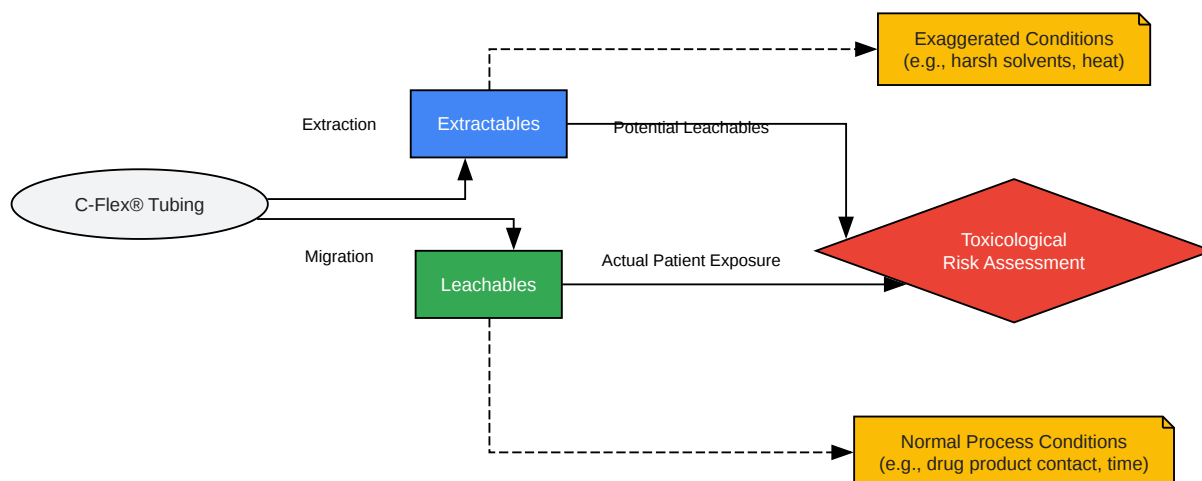 Exaggerated Conditions
(e.g., harsh solvents, heat)
Extraction
Extractables
Potential Leachables
C-Flex® Tubing
Toxicological
Risk Assessment
Migration
Leachables
Actual Patient Exposure
Normal Process Conditions
(e.g., drug product contact, time)